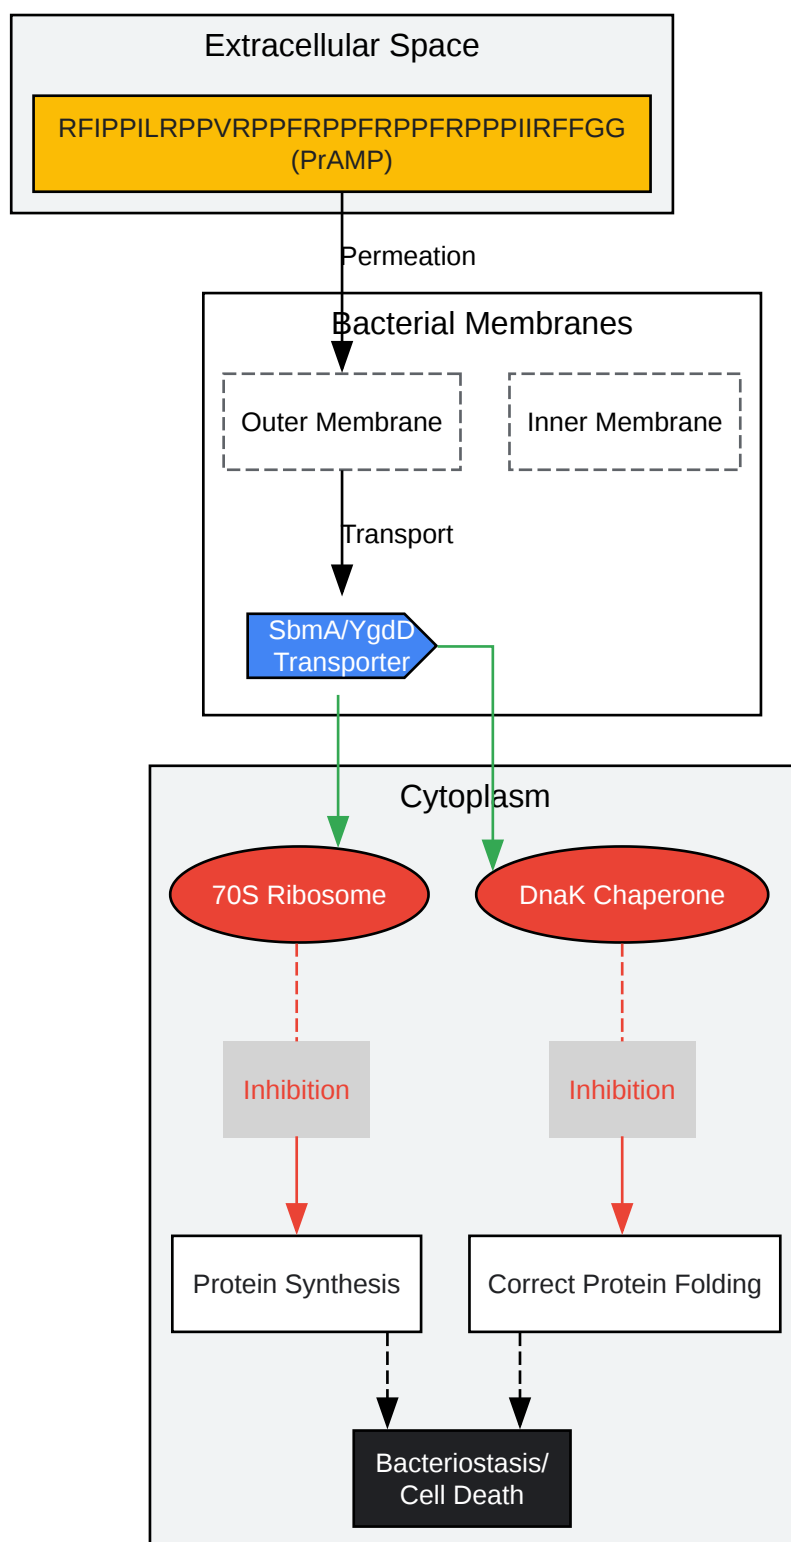 Extracellular Space
RFIPPILRPPVRPPFRPPFRPPFRPPPIIRFFGG
(PrAMP)
Permeation
Bacterial Membranes
Outer Membrane
Inner Membrane
Transport
SbmA/YgdD
Transporter
Cytoplasm
70S Ribosome
DnaK Chaperone
Inhibition
Inhibition
Protein Synthesis
Correct Protein Folding
Bacteriostasis/
Cell Death